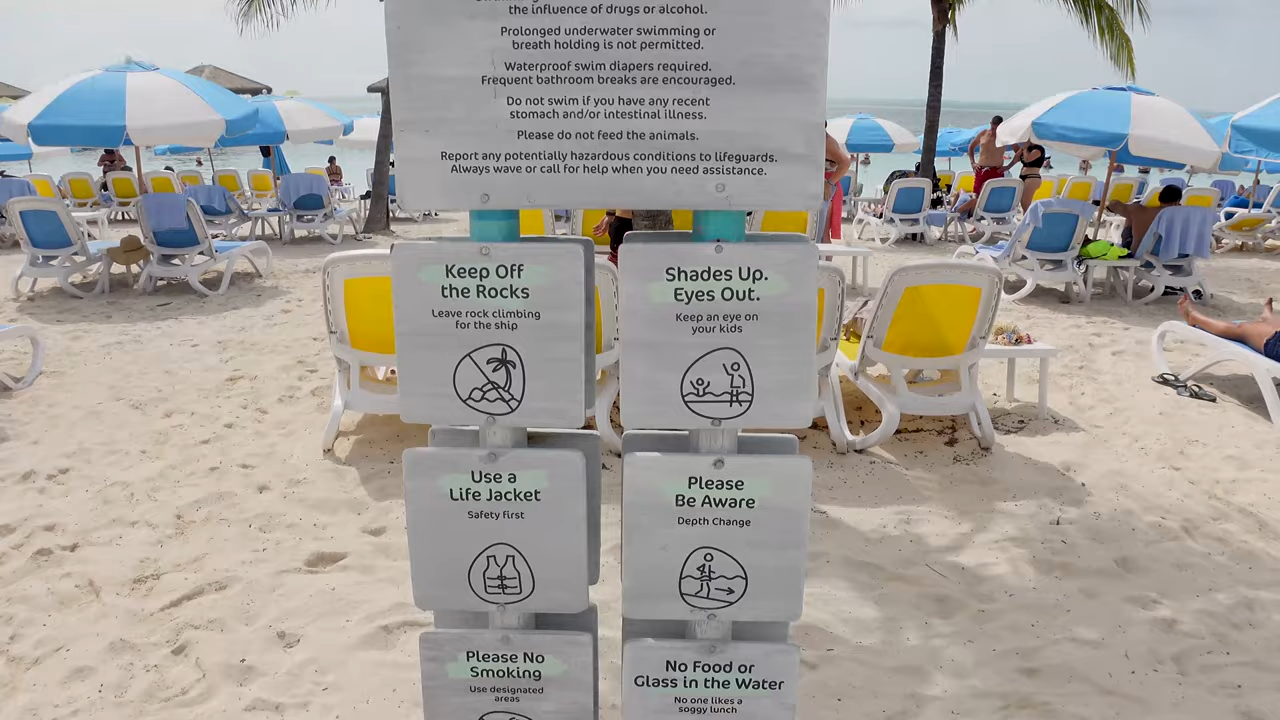 the influence of drugs or alcohol.
Prolonged underwater swimming or
breath holding is not permitted.
Waterproof swim diapers required.
Frequent bathroom breaks are encouraged.
Do not swim if you have any recent
stomach and/or intestinal illness.
Please do not feed the animals.
Report any potentially hazardous conditions to lifeguards.
Always wave or call for help when you need assistance.
Keep Off
the Rocks
Leave rock climbing
for the ship
Shades Up.
Eyes Out.
Keep an eye on
your kids
Use a
Life Jacket
Safety first
Please
Be Aware
Depth Change
Please No
Smoking
Use designated
areas
No Food or
Glass in the Water
No one likes a
soggy lunch